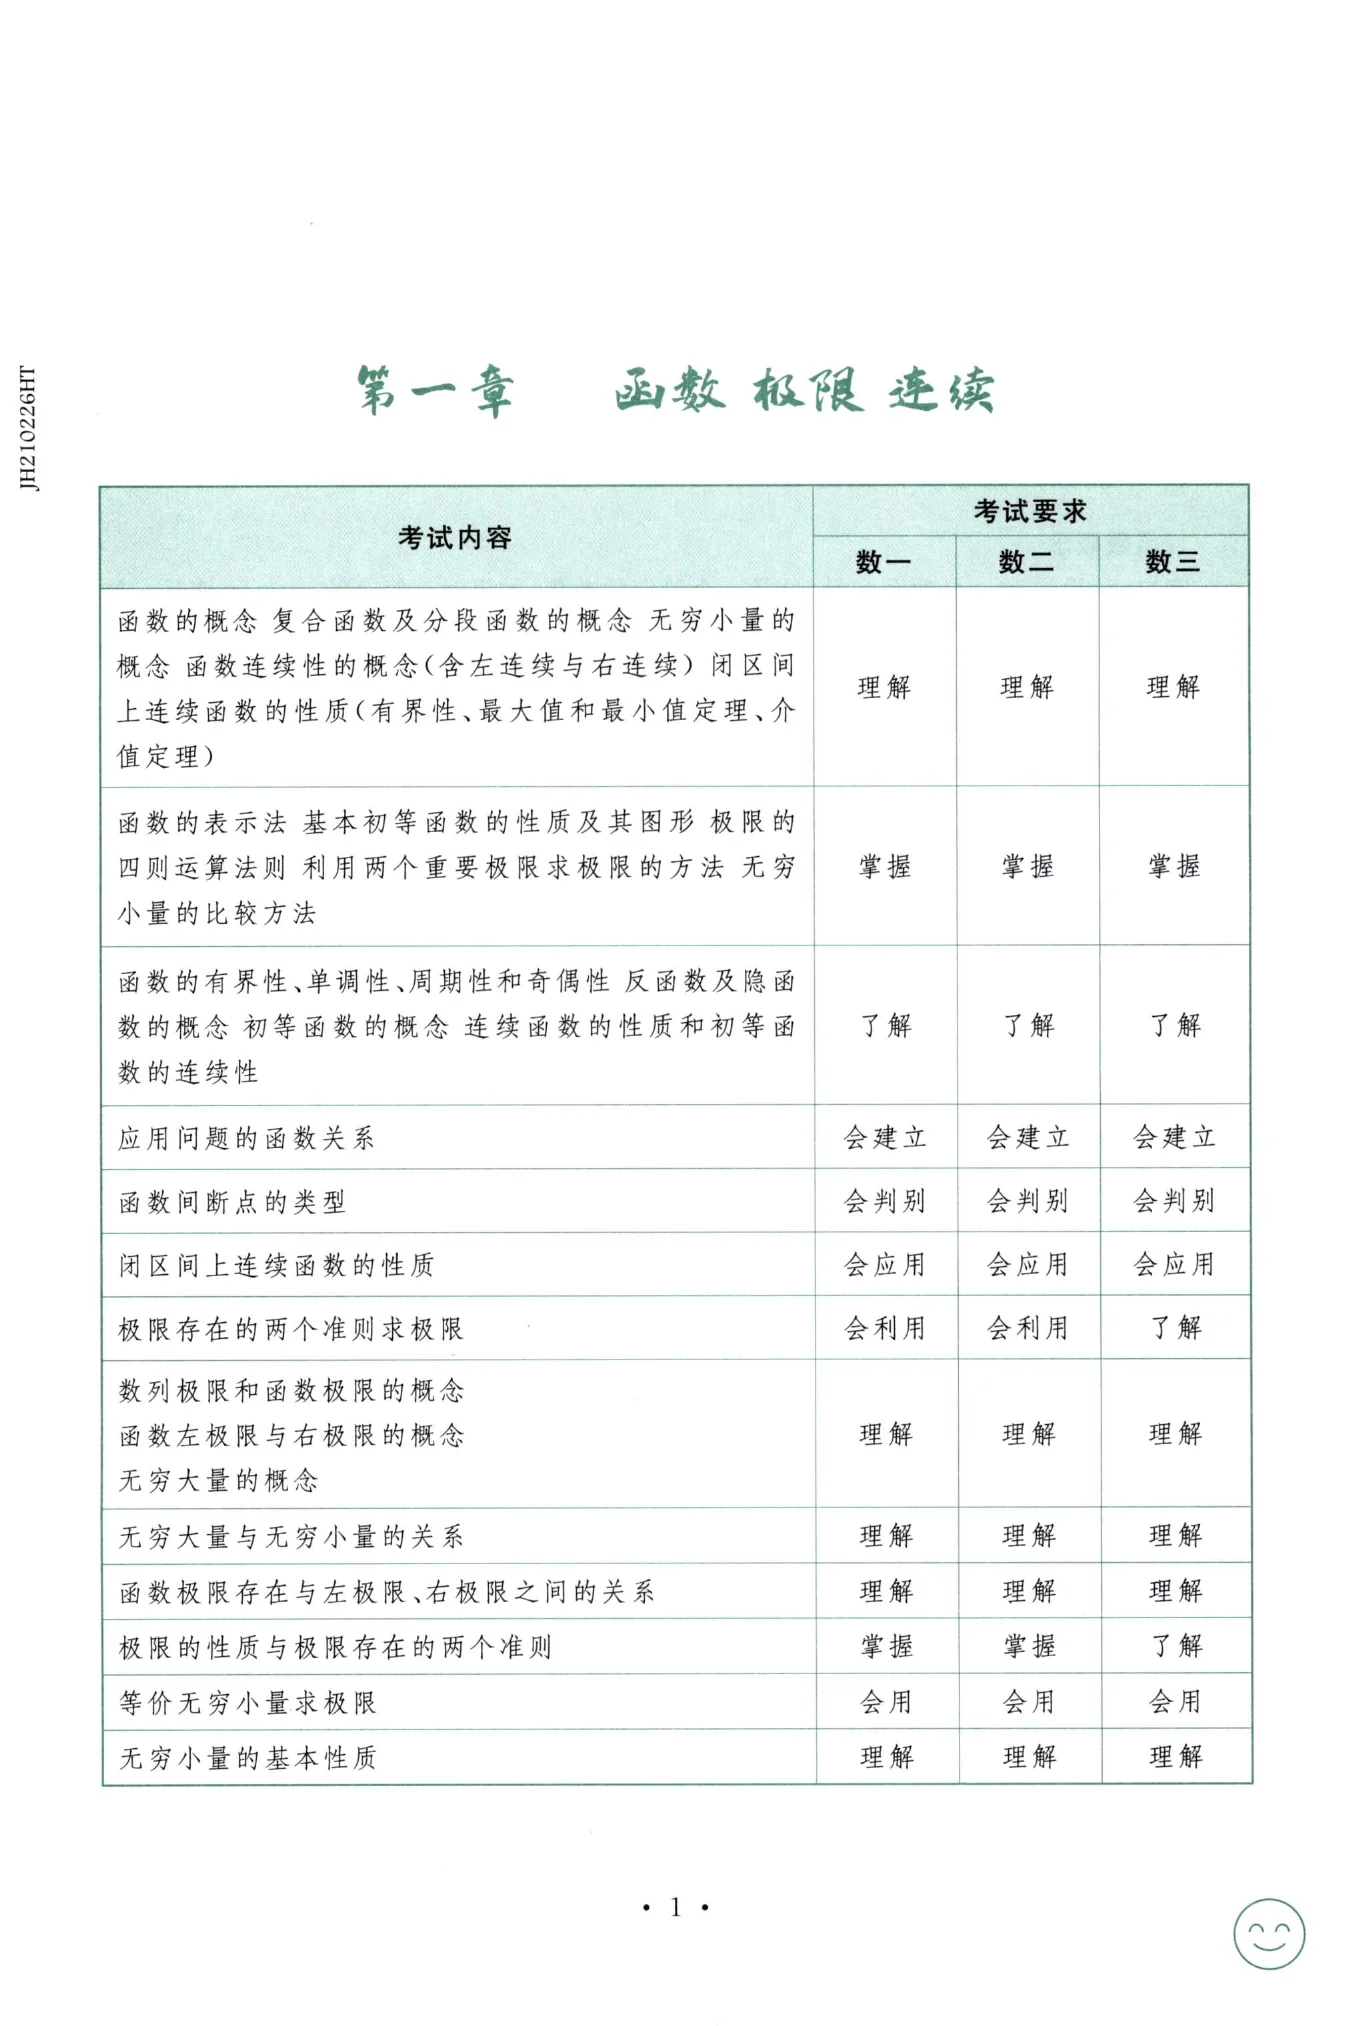 JH210226HT
第一章 函数 极限 连续
考试内容
考试要求
数一 数二 数三
函数的概念 复合函数及分段函数的概念 无穷小量的
概念 函数连续性的概念(含左连续与右连续) 闭区间
上连续函数的性质(有界性、最大值和最小值定理、介
值定理)
理解 理解 理解
函数的表示法 基本初等函数的性质及其图形 极限的
四则运算法则 利用两个重要极限求极限的方法 无穷
小量的比较方法
掌握 掌握 掌握
函数的有界性、单调性、周期性和奇偶性 反函数及隐函
数的概念 初等函数的概念 连续函数的性质和初等函
数的连续性
了解 了解 了解
应用问题的函数关系 会建立 会建立 会建立
函数间断点的类型 会判别 会判别 会判别
闭区间上连续函数的性质 会应用 会应用 会应用
极限存在的两个准则求极限 会利用 会利用 了解
数列极限和函数极限的概念
函数左极限与右极限的概念
无穷大量的概念
理解 理解 理解
无穷大量与无穷小量的关系 理解 理解 理解
函数极限存在与左极限、右极限之间的关系 理解 理解 理解
极限的性质与极限存在的两个准则 掌握 掌握 了解
等价无穷小量求极限 会用 会用 会用
无穷小量的基本性质 理解 理解 理解
· 1 ·